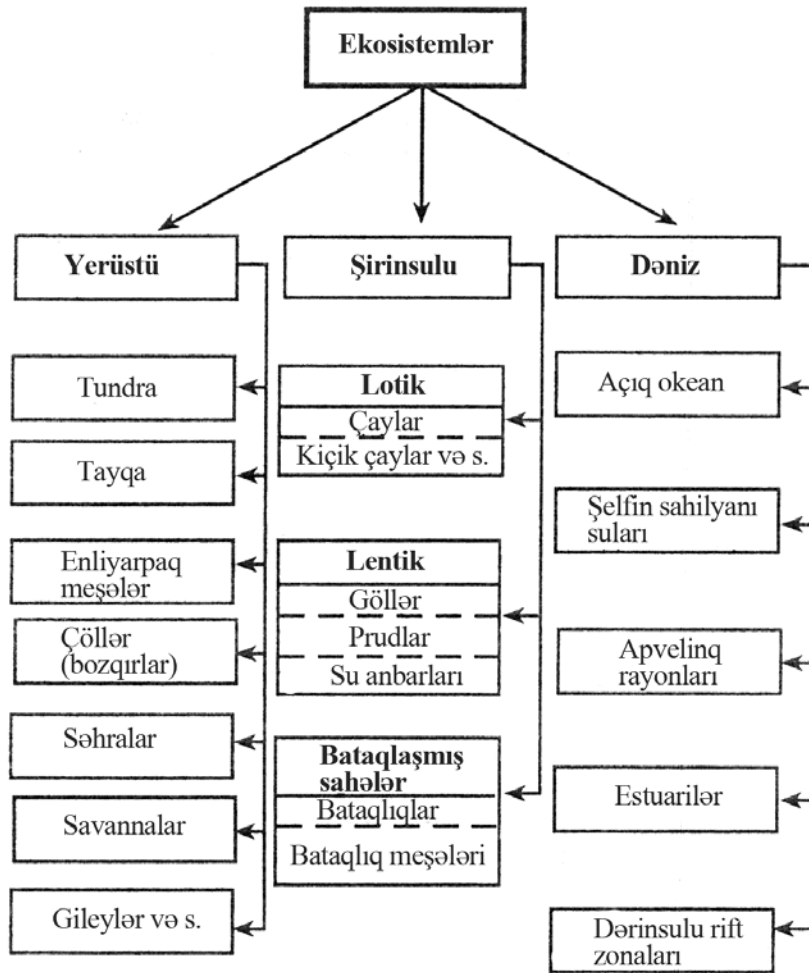 Ekosistemlər
Yerüstü
Tundra
Tayqa
Enliyarpaq
meşələr
Çöllər
(bozqırlar)
Səhralar
Savannalar
Gileylər və s.
Şirinsulu
Lotik
Çaylar
Kiçik çaylar və s.
Lentik
Göllər
Prudlar
Su anbarları
Bataqlaşmış
sahələr
Bataqlıqlar
Bataqlıq meşələri
Dəniz
Açıq okean
Şelfin sahilyanı
suları
Apvelinq
rayonları
Estuarilər
Dərinsulu rift
zonaları